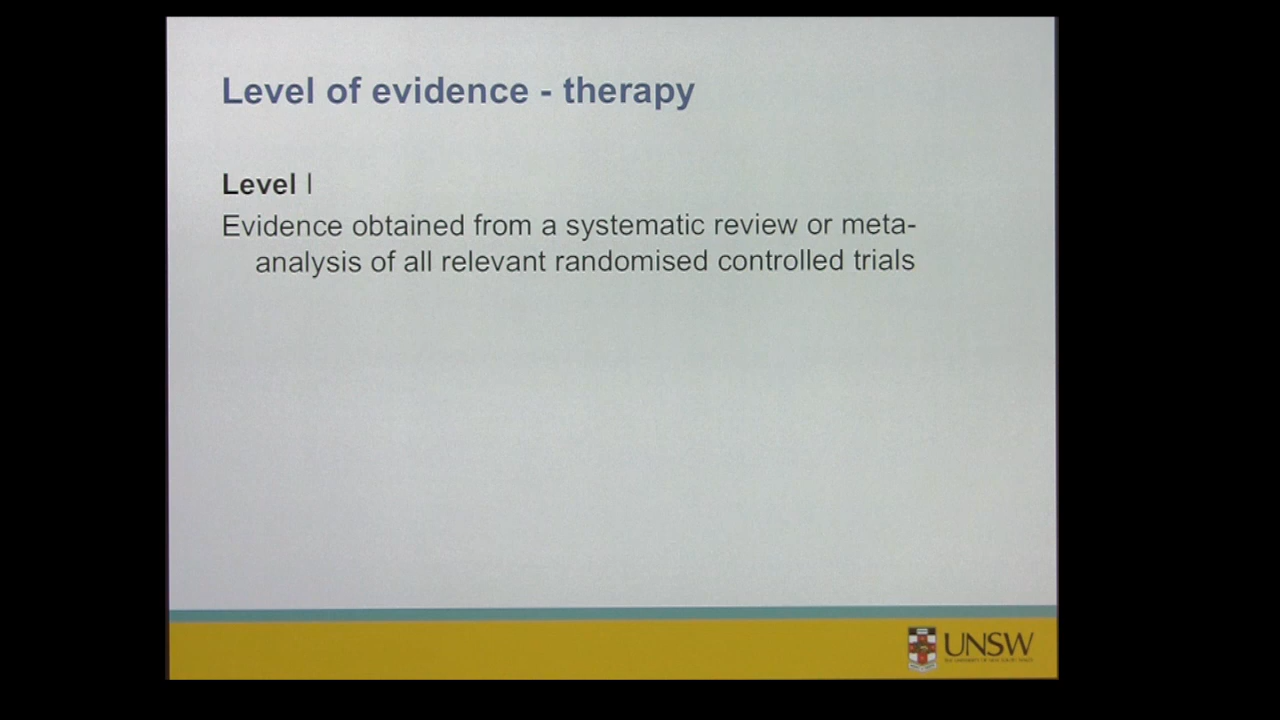 Level of evidence - therapy
Level I
Evidence obtained from a systematic review or meta-
analysis of all relevant randomised controlled trials
UNSW